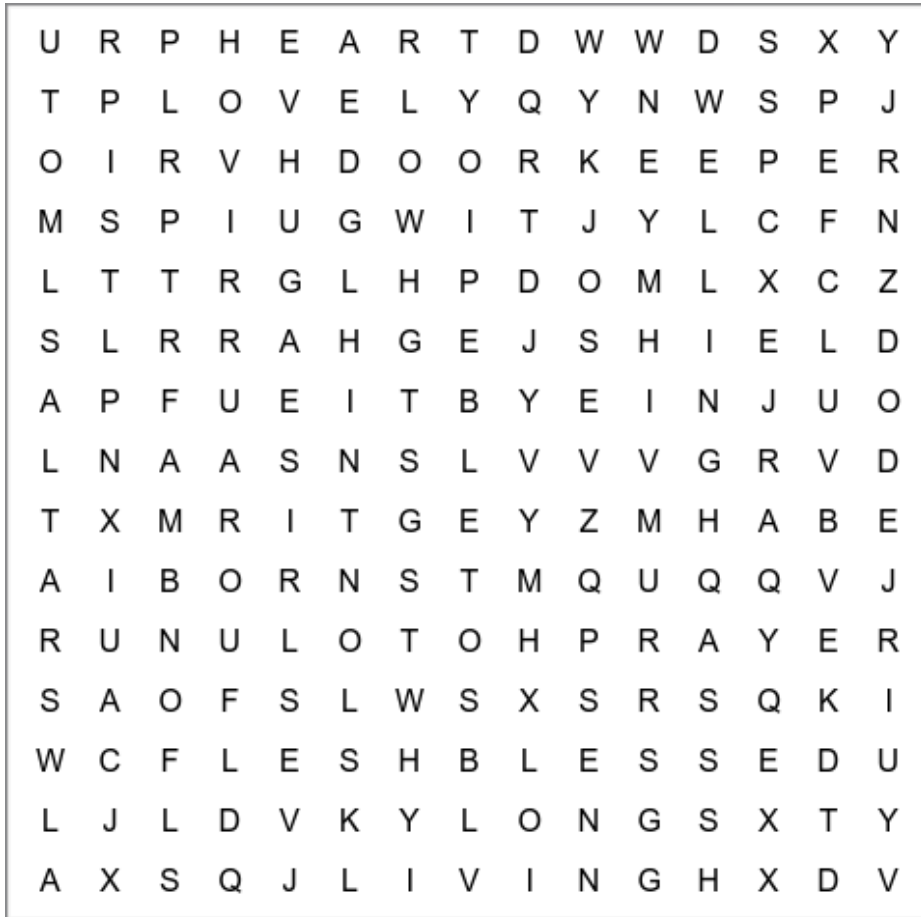 U R P H E A R T D W W D S X Y
T P L O V E L Y Q Y N W S P J
O I R V H D O O R K E E P E R
M S P I U G W I T J Y L C F N
L T T R G L H P D O M L X C Z
S L R R A H G E J S H I E L D
A P F U E I T B Y E I N J U O
L N A A S N S L V V V G R V D
T X M R I T G E Y Z M H A B E
A I B O R N S T M Q U Q Q V J
R U N U L O T O H P R A Y E R
S A O F S L W S X S R S Q K I
W C F L E S H B L E S S E D U
L J L D V K Y L O N G S X T Y
A X S Q J L I V I N G H X D V